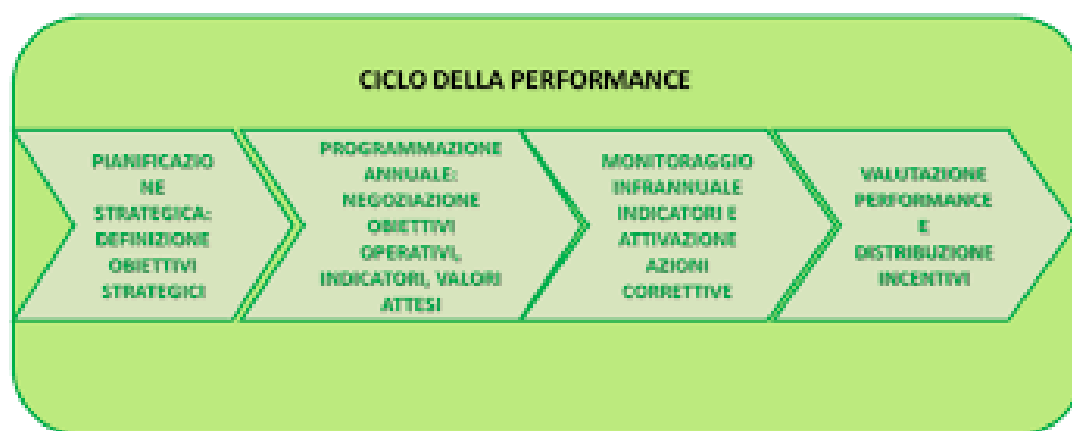 CICLO DELLA PERFORMANCE
PIANIFICAZIO
NE
STRATEGICA:
DEFINIZIONE
OBIETTIVI
STRATEGICI
PROGRAMMAZIONE
ANNUALE:
NEGOZIAZIONE
OBIETTIVI
OPERATIVI,
INDICATORI, VALORI
ATTESI
MONITORAGGIO
INFRANNUALE
INDICATORI E
ATTIVAZIONE
AZIONI
CORRETTIVE
VALUTAZIONE
PERFORMANCE
E
DISTRIBUZIONE
INCENTIVI